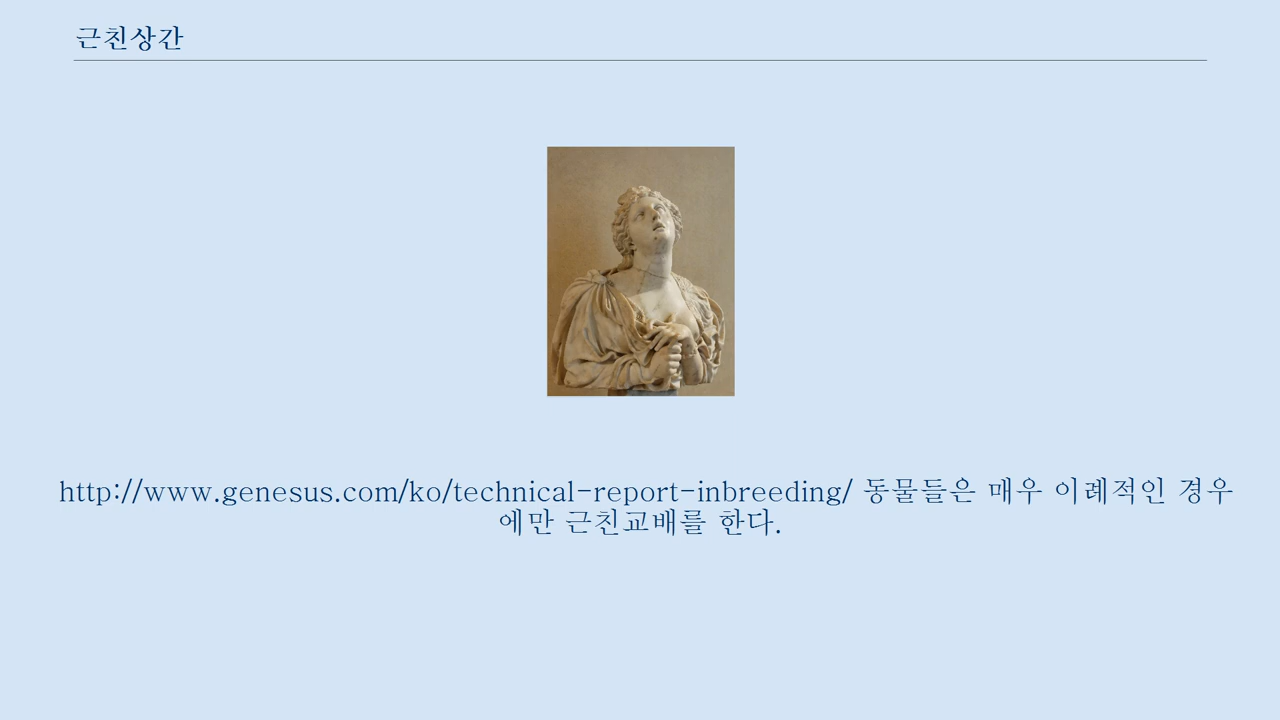 근친상간
http://www.genesus.com/ko/technical-report-inbreeding/ 동물들은 매우 이례적인 경우
에만 근친교배를 한다.